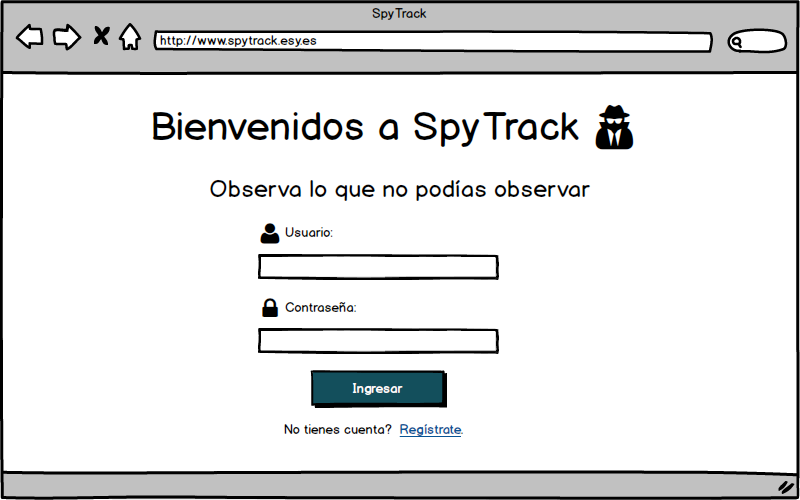 SpyTrack
http://www.spytrack.esy.es
Bienvenidos a SpyTrack
Observa lo que no podías observar
Usuario:
Contraseña:
Ingresar
No tienes cuenta? Regístrate.